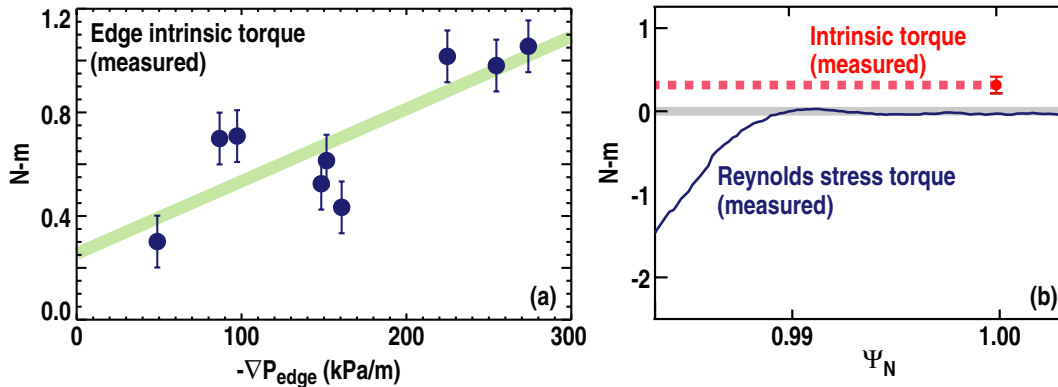 1.2
0.8
0.4
0.0
N-m
Edge intrinsic torque
(measured)
(a)
0
100
200
300
-∇P_edge (kPa/m)
1
0
-1
-2
N-m
Intrinsic torque
(measured)
Reynolds stress torque
(measured)
(b)
0.99
1.00
Ψ_N